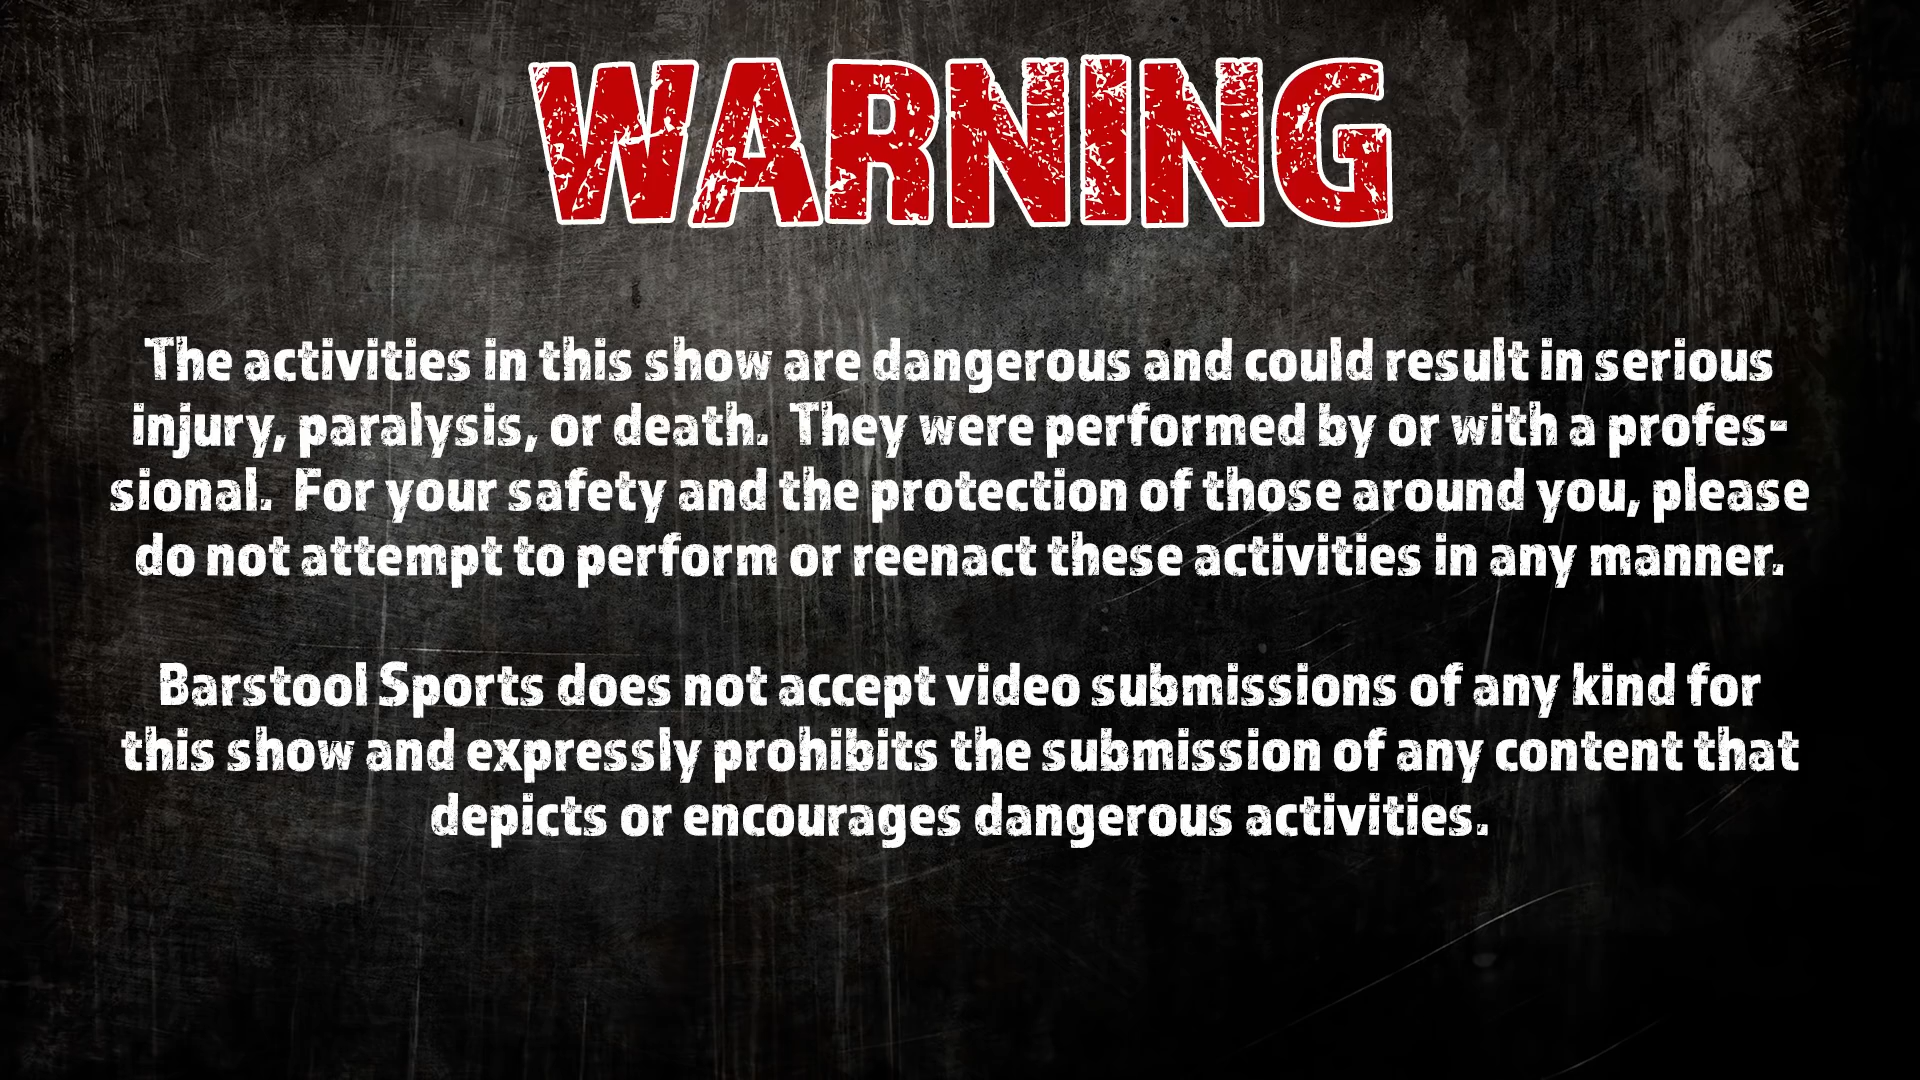 WARNING
The activities in this show are dangerous and could result in serious
injury, paralysis, or death.  They were performed by or with a profes-
sional.  For your safety and the protection of those around you, please
do not attempt to perform or reenact these activities in any manner.
Barstool Sports does not accept video submissions of any kind for
this show and expressly prohibits the submission of any content that
depicts or encourages dangerous activities.